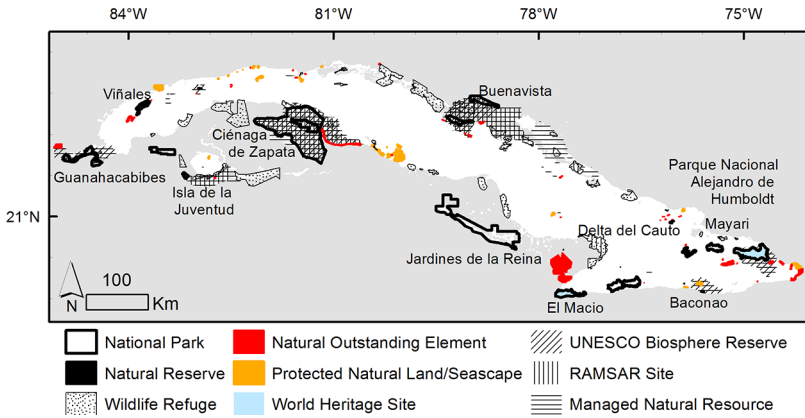 84°W 81°W 78°W 75°W
Viñales
Buenavista
Ciénaga
de Zapata
Parque Nacional
Alejandro de
Humboldt
Guanahacabibes
Isla de la
Juventud
21°N
Mayari
Delta del Cauto
Jardines de la Reina
100
N
Km
El Macio
Baconao
National Park
Natural Outstanding Element
UNESCO Biosphere Reserve
Natural Reserve
Protected Natural Land/Seascape
RAMSAR Site
Wildlife Refuge
World Heritage Site
Managed Natural Resource